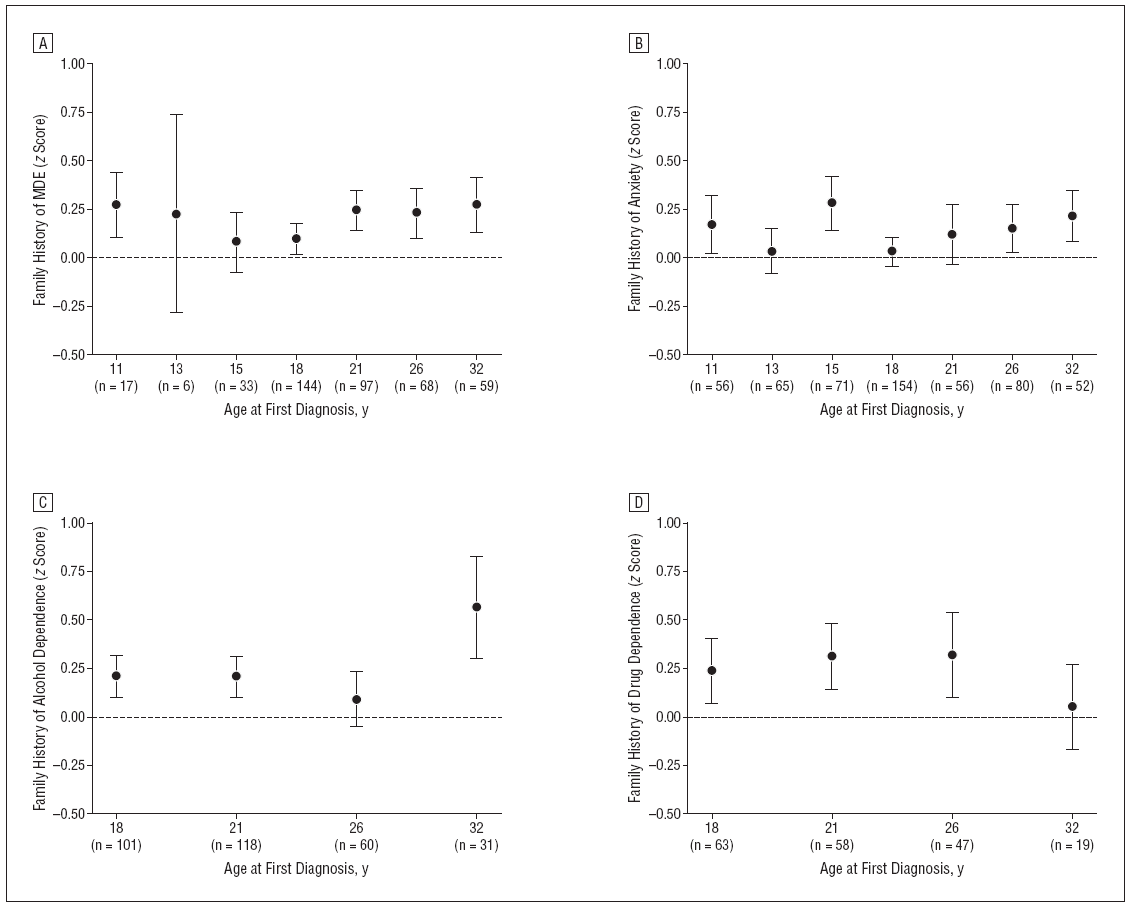 A
Family History of MDE (z Score)
1.00
0.75
0.50
0.25
0.00
–0.25
–0.50
11 13 15 18 21 26 32
(n = 17) (n = 6) (n = 33) (n = 144) (n = 97) (n = 68) (n = 59)
Age at First Diagnosis, y
B
Family History of Anxiety (z Score)
1.00
0.75
0.50
0.25
0.00
–0.25
–0.50
11 13 15 18 21 26 32
(n = 56) (n = 65) (n = 71) (n = 154) (n = 56) (n = 80) (n = 52)
Age at First Diagnosis, y
C
Family History of Alcohol Dependence (z Score)
1.00
0.75
0.50
0.25
0.00
–0.25
–0.50
18 21 26 32
(n = 101) (n = 118) (n = 60) (n = 31)
Age at First Diagnosis, y
D
Family History of Drug Dependence (z Score)
1.00
0.75
0.50
0.25
0.00
–0.25
–0.50
18 21 26 32
(n = 63) (n = 58) (n = 47) (n = 19)
Age at First Diagnosis, y